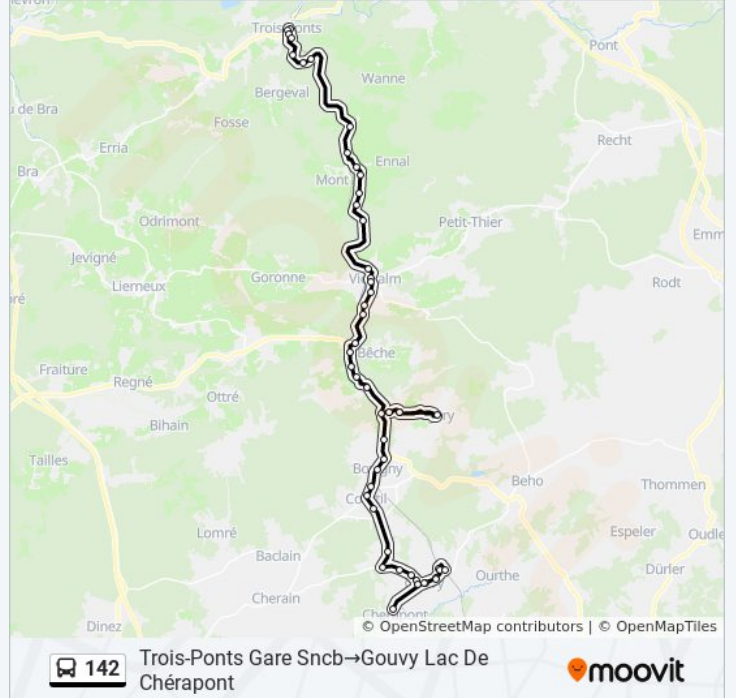 evron
Trois-Ponts
Pont
Wanne
Bergeval
u de Bra
Fosse
Erria
Recht
Bra
Ennal
Mont
Odrimont
Petit-Thier
Emm
Jevigné
Goronne
Rodt
Lierneux
ré
Bêche
Fraiture
Regné
Ottré
Bihain
Tailles
Beho
Thommen
Lomré
Espeler
Oudle
Baclain
Ourthe
Dürler
Cherain
Dinez
© OpenStreetMap contributors | © OpenMapTiles
142
Trois-Ponts Gare Sncb→Gouvy Lac De
Chérapont
moovit